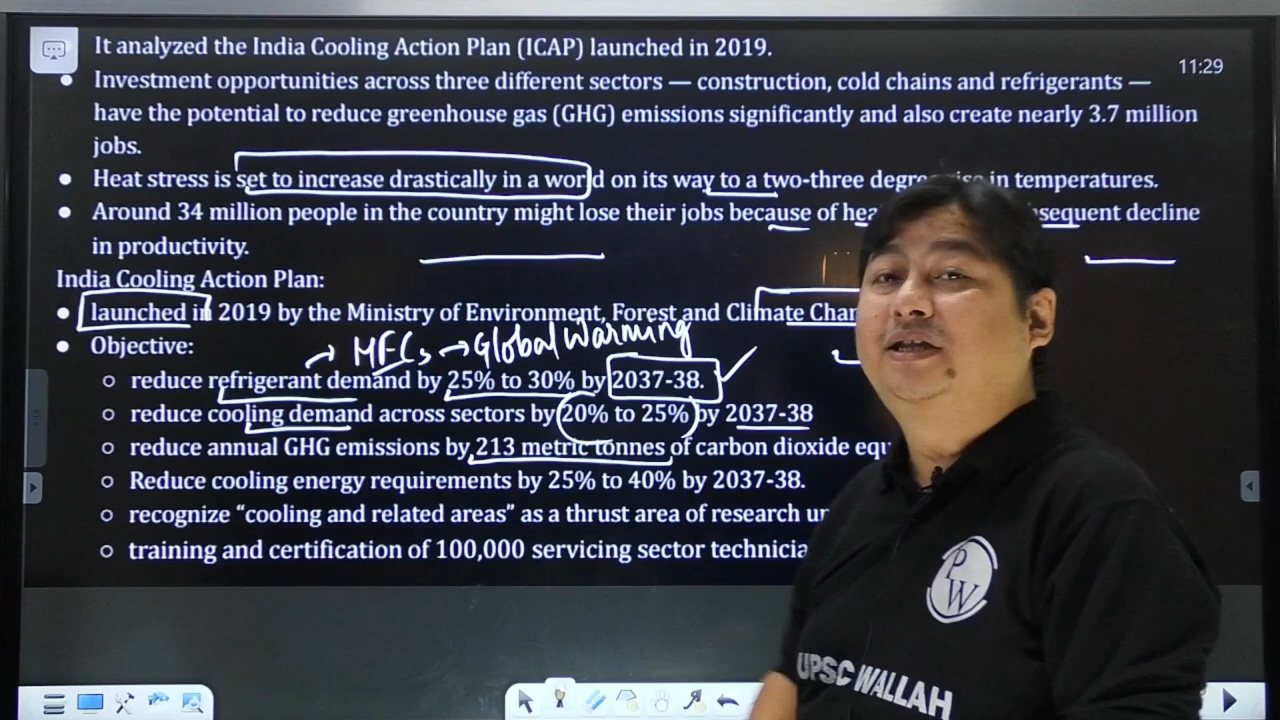 It analyzed the India Cooling Action Plan (ICAP) launched in 2019.
11:29
● Investment opportunities across three different sectors — construction, cold chains and refrigerants —
have the potential to reduce greenhouse gas (GHG) emissions significantly and also create nearly 3.7 million
jobs.
● Heat stress is set to increase drastically in a world on its way to a two-three degree rise in temperatures.
● Around 34 million people in the country might lose their jobs because of decline
in productivity.
India Cooling Action Plan:
● launched in 2019 by the Ministry of Environment, Forest and Climate
● Objective:
→ → Global Warming
○ reduce refrigerant demand by 25% to 30% by 2037-38.
○ reduce cooling demand across sectors by 20% to 25% by 2037-38
○ reduce annual GHG emissions by 213 metric tonnes of carbon dioxide
○ Reduce cooling energy requirements by 25% to 40% by 2037-38.
○ recognize “cooling and related areas” as a thrust area of research
○ training and certification of 100,000 servicing sector
PW
UPSC WALLAH